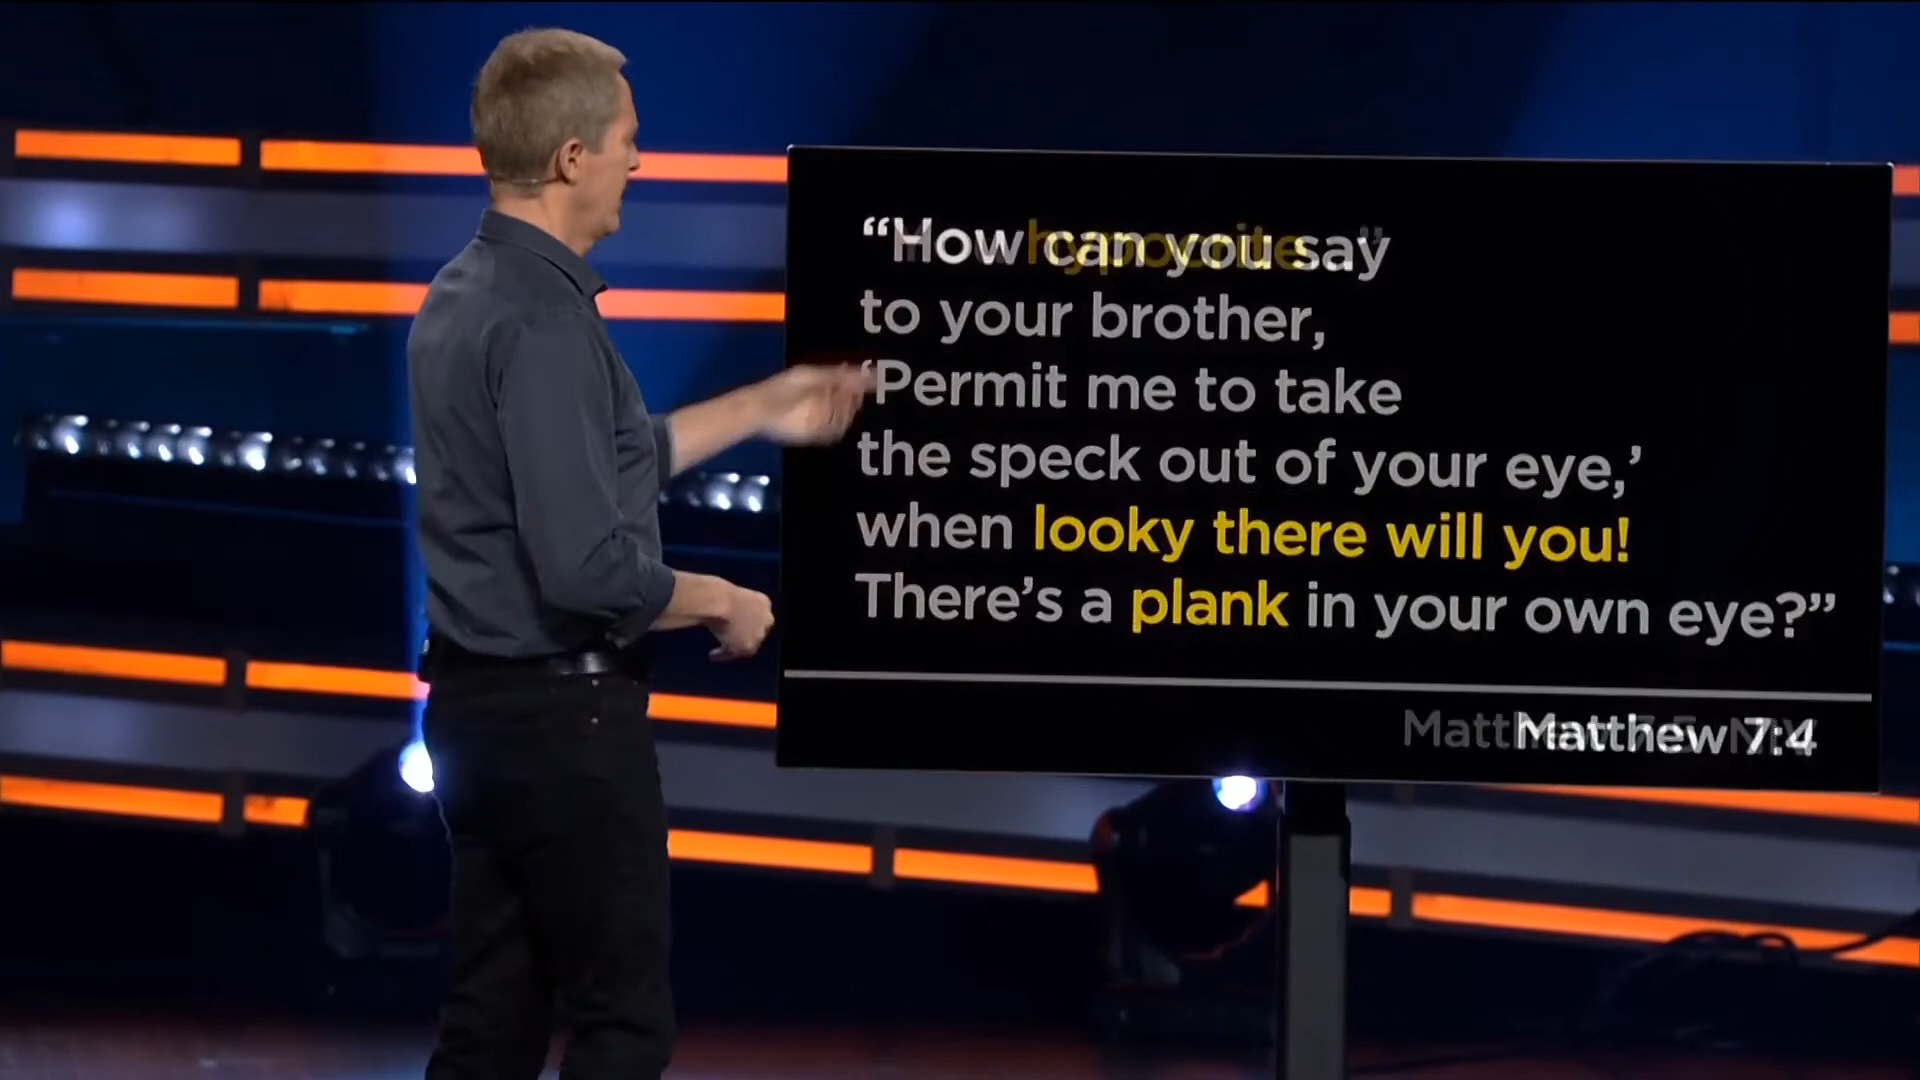 “How can you say
to your brother,
‘Permit me to take
the speck out of your eye,’
when looky there will you!
There’s a plank in your own eye?”
Matthew 7:4
hypocrite